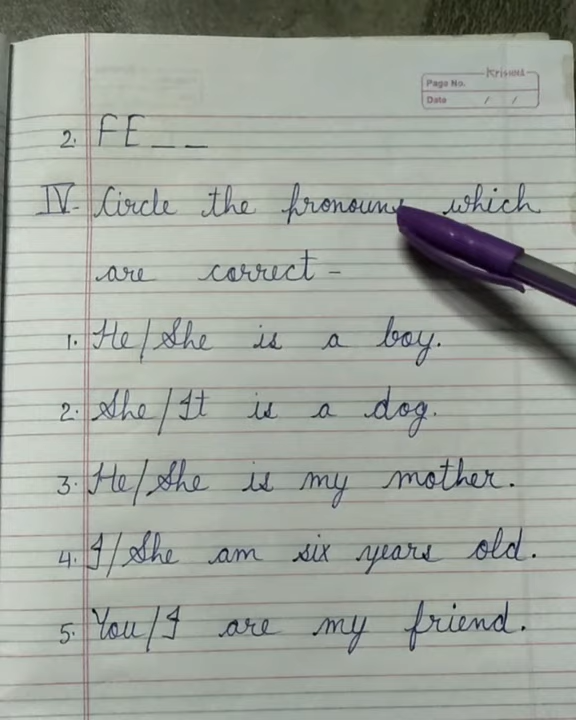 KRISHNA
Page No.
Date / /
2. FE _ _
IV- Circle the pronouns which
are correct -
1. He/She is a boy.
2. She/It is a dog.
3. He/She is my mother.
4. I/She am six years old.
5. You/I are my friend.